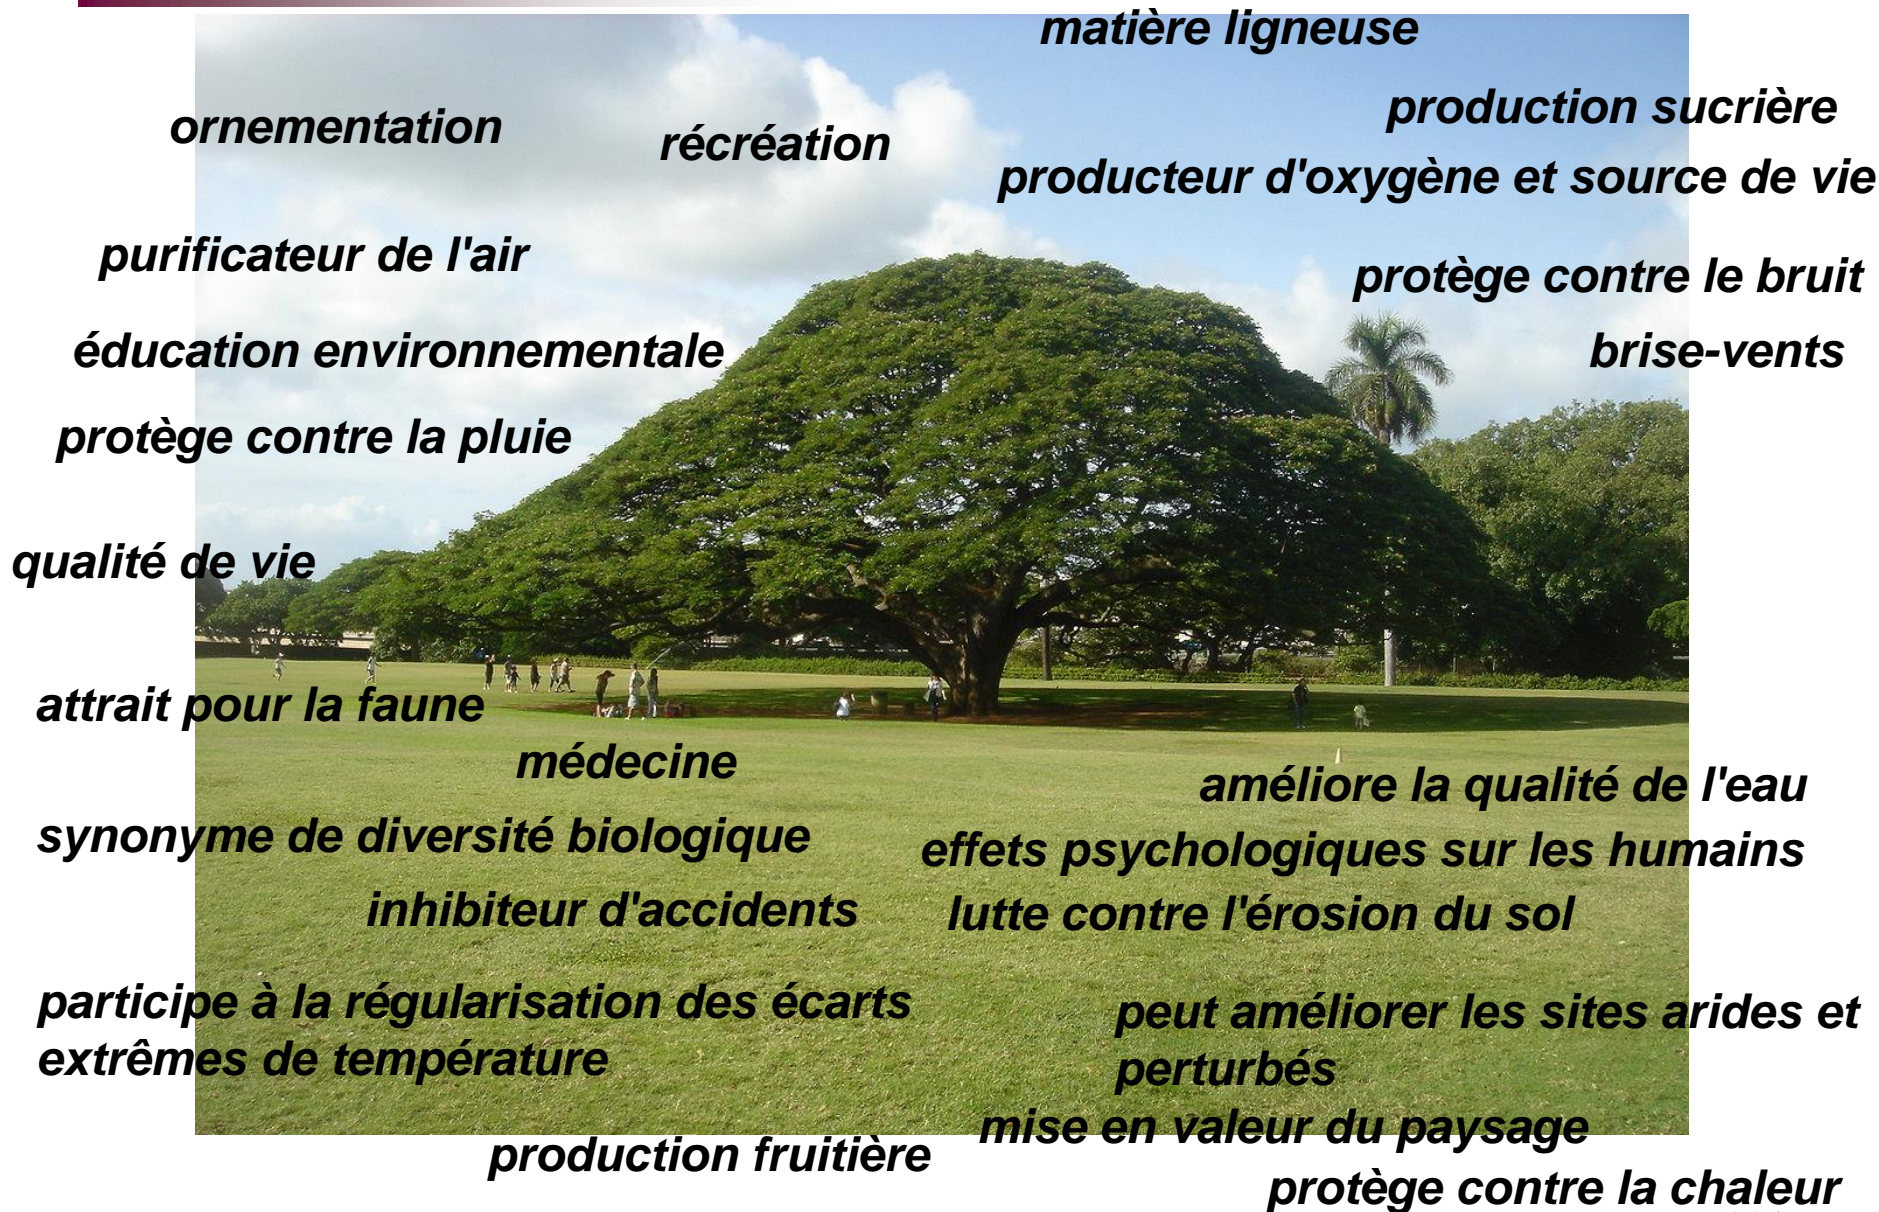 matière ligneuse
ornementation
récréation
production sucrière
producteur d'oxygène et source de vie
purificateur de l'air
protège contre le bruit
éducation environnementale
brise-vents
protège contre la pluie
qualité de vie
attrait pour la faune
médecine
améliore la qualité de l'eau
synonyme de diversité biologique
effets psychologiques sur les humains
inhibiteur d'accidents
lutte contre l'érosion du sol
participe à la régularisation des écarts
extrêmes de température
peut améliorer les sites arides et
perturbés
mise en valeur du paysage
production fruitière
protège contre la chaleur